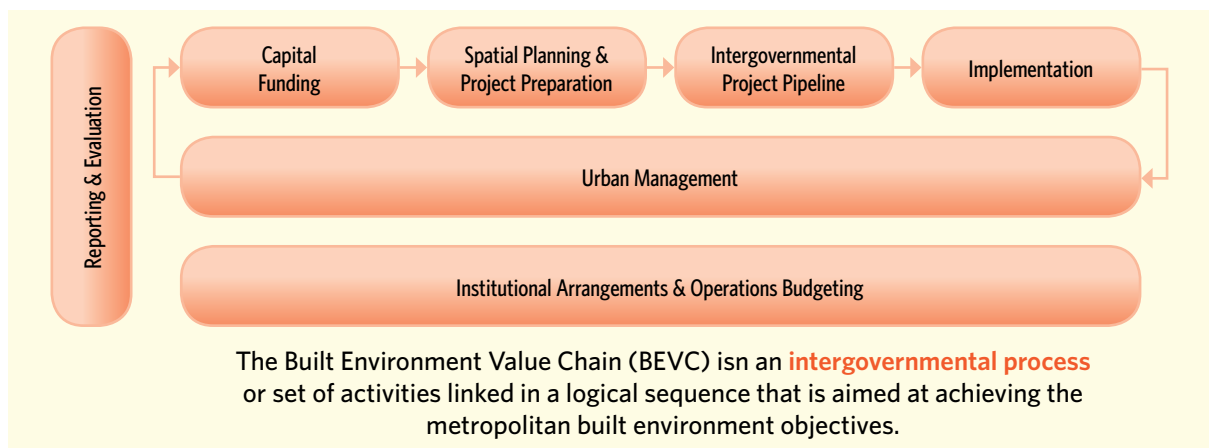 Reporting & Evaluation
Capital
Funding
Spatial Planning &
Project Preparation
Intergovernmental
Project Pipeline
Implementation
Urban Management
Institutional Arrangements & Operations Budgeting
The Built Environment Value Chain (BEVC) isn an intergovernmental process
or set of activities linked in a logical sequence that is aimed at achieving the
metropolitan built environment objectives.